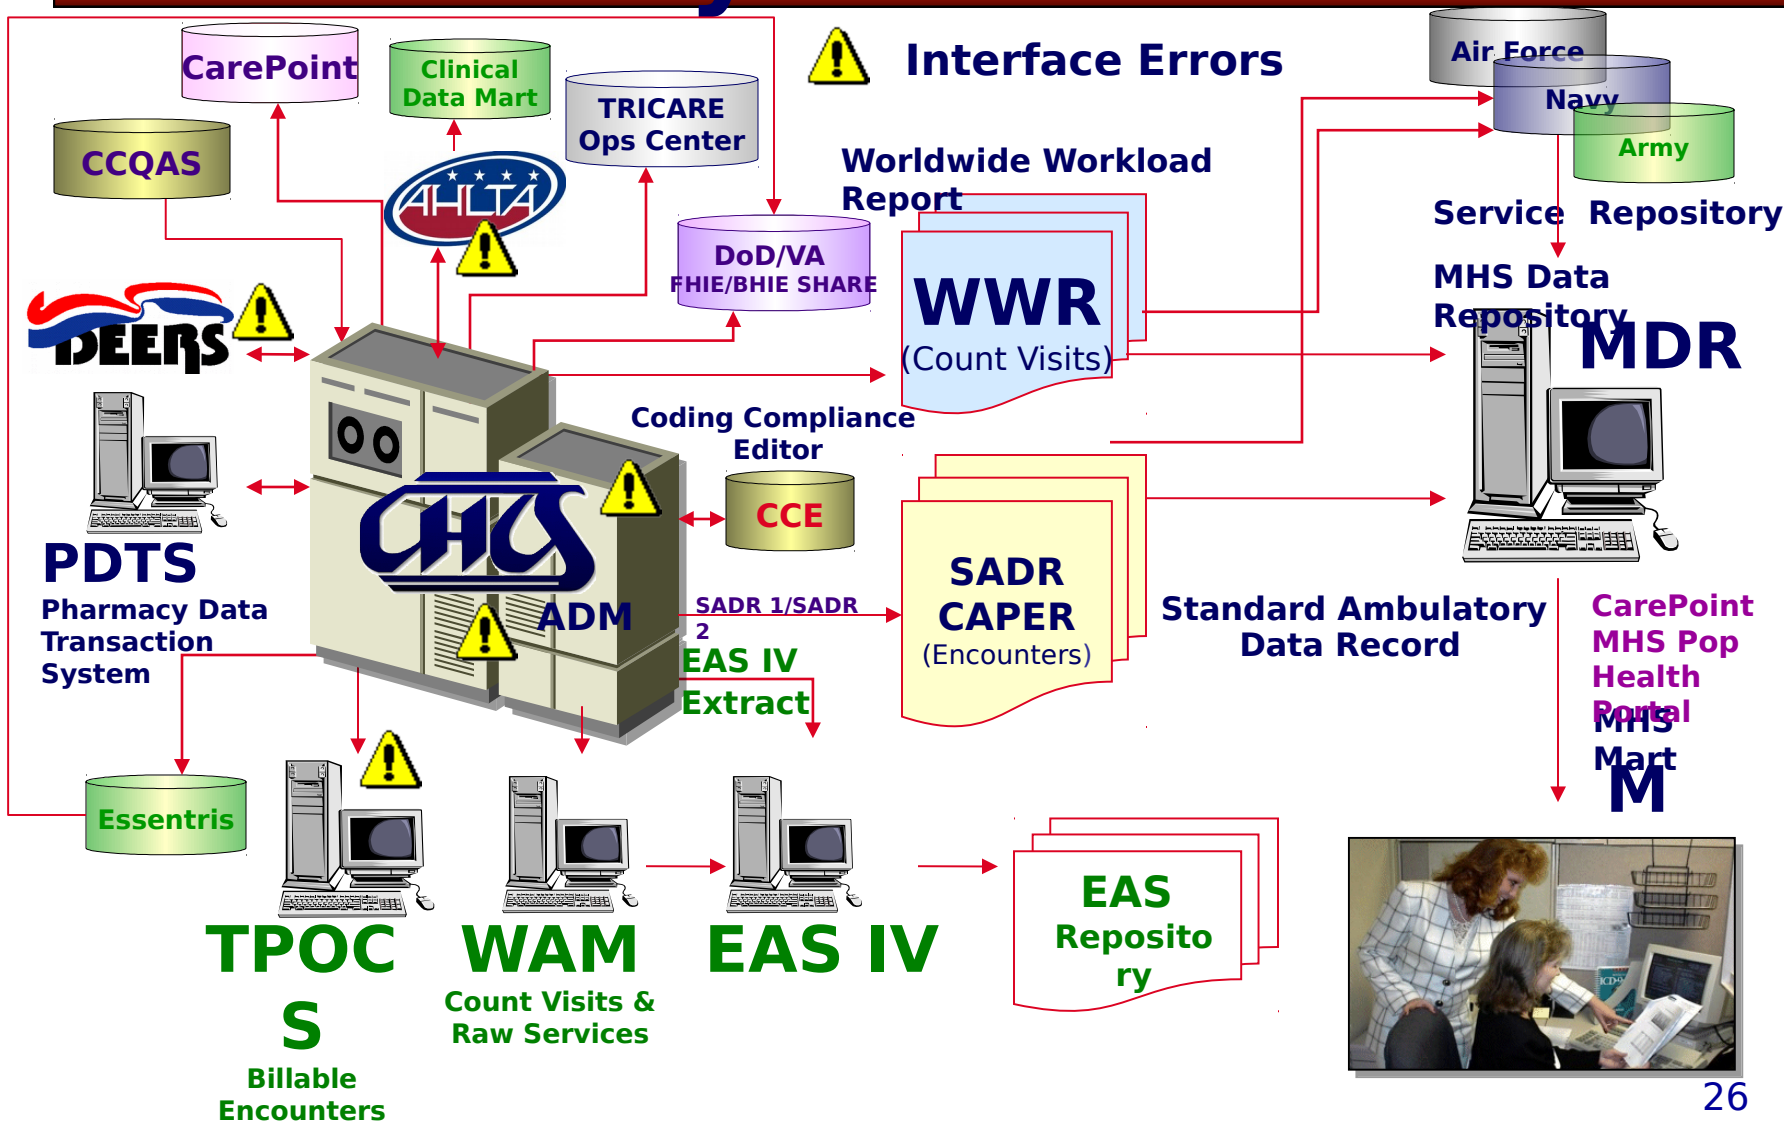 CarePoint
Clinical
Data Mart
TRICARE
Ops Center
CCQAS
AHLTA
Interface Errors
Air Force
Navy
Army
Worldwide Workload
Report
Service Repository
DoD/VA
FHIE/BHIE SHARE
WWR
(Count Visits)
MHS Data
Repository
MDR
DEERS
Coding Compliance
Editor
CCE
CHCS
ADM
PDTS
Pharmacy Data
Transaction
System
SADR 1/SADR
2
EAS IV
Extract
SADR
CAPER
(Encounters)
Standard Ambulatory
Data Record
CarePoint
MHS Pop
Health
Portal
MHS
Mart
M
Essentris
TPOC
S
Billable
Encounters
WAM
Count Visits &
Raw Services
EAS IV
EAS
Reposito
ry
26